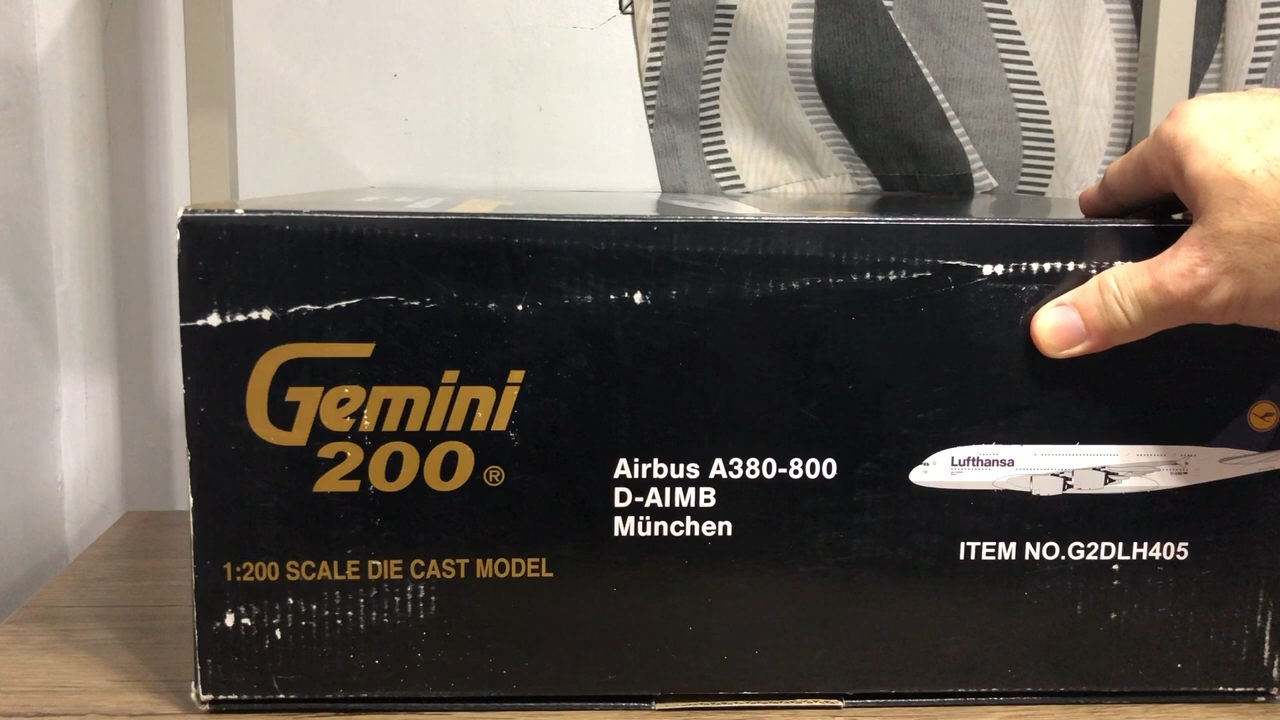 Gemini
200®
1:200 SCALE DIE CAST MODEL
Airbus A380-800
D-AIMB
München
Lufthansa
ITEM NO.G2DLH405